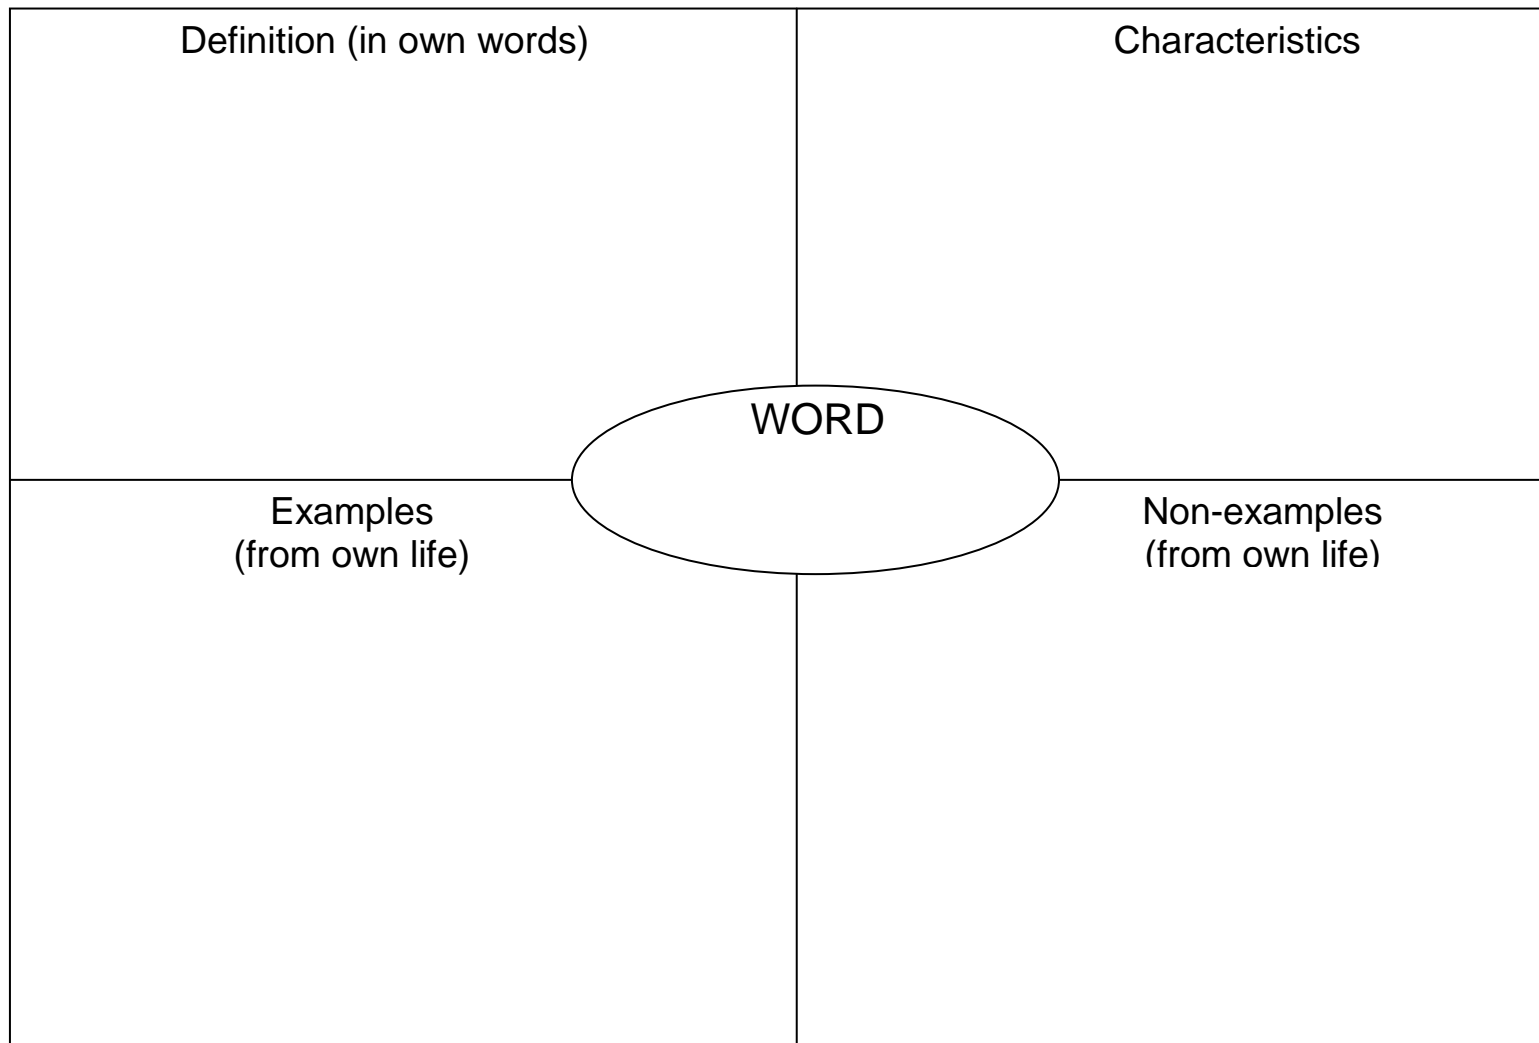 Definition (in own words)
Characteristics
WORD
Examples
(from own life)
Non-examples
(from own life)